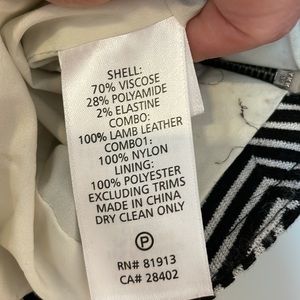 SHELL:
70% VISCOSE
28% POLYAMIDE
2% ELASTINE
COMBO:
100% LAMB LEATHER
COMBO1:
100% NYLON
LINING:
100% POLYESTER
EXCLUDING TRIMS
MADE IN CHINA
DRY CLEAN ONLY
P
RN# 81913
CA# 28402